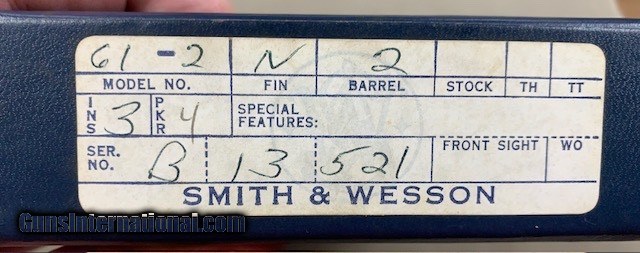 61-2 N 2
MODEL NO. FIN BARREL STOCK TH TT
INS 3 PKR 4 SPECIAL FEATURES:
SER. NO. B 13 521 FRONT SIGHT WO
SMITH & WESSON
GunsInternational.com